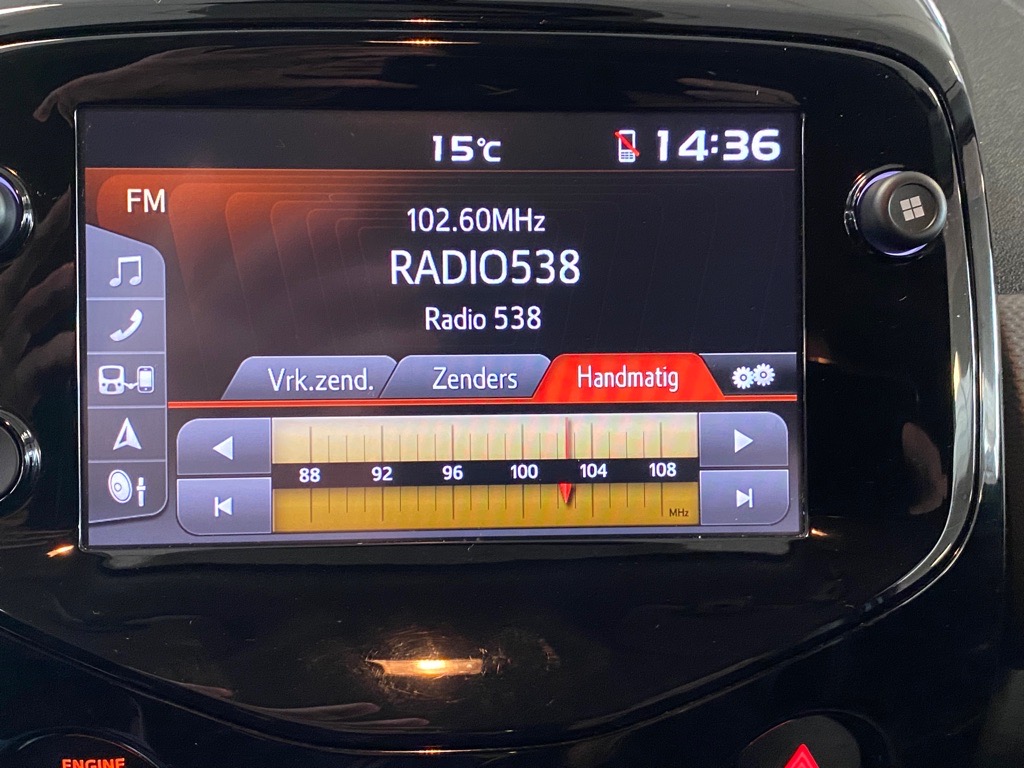 15°C 14:36
FM
102.60MHz
RADIO538
Radio 538
Vrk.zend. Zenders Handmatig
88 92 96 100 104 108
MHz
ENGINE